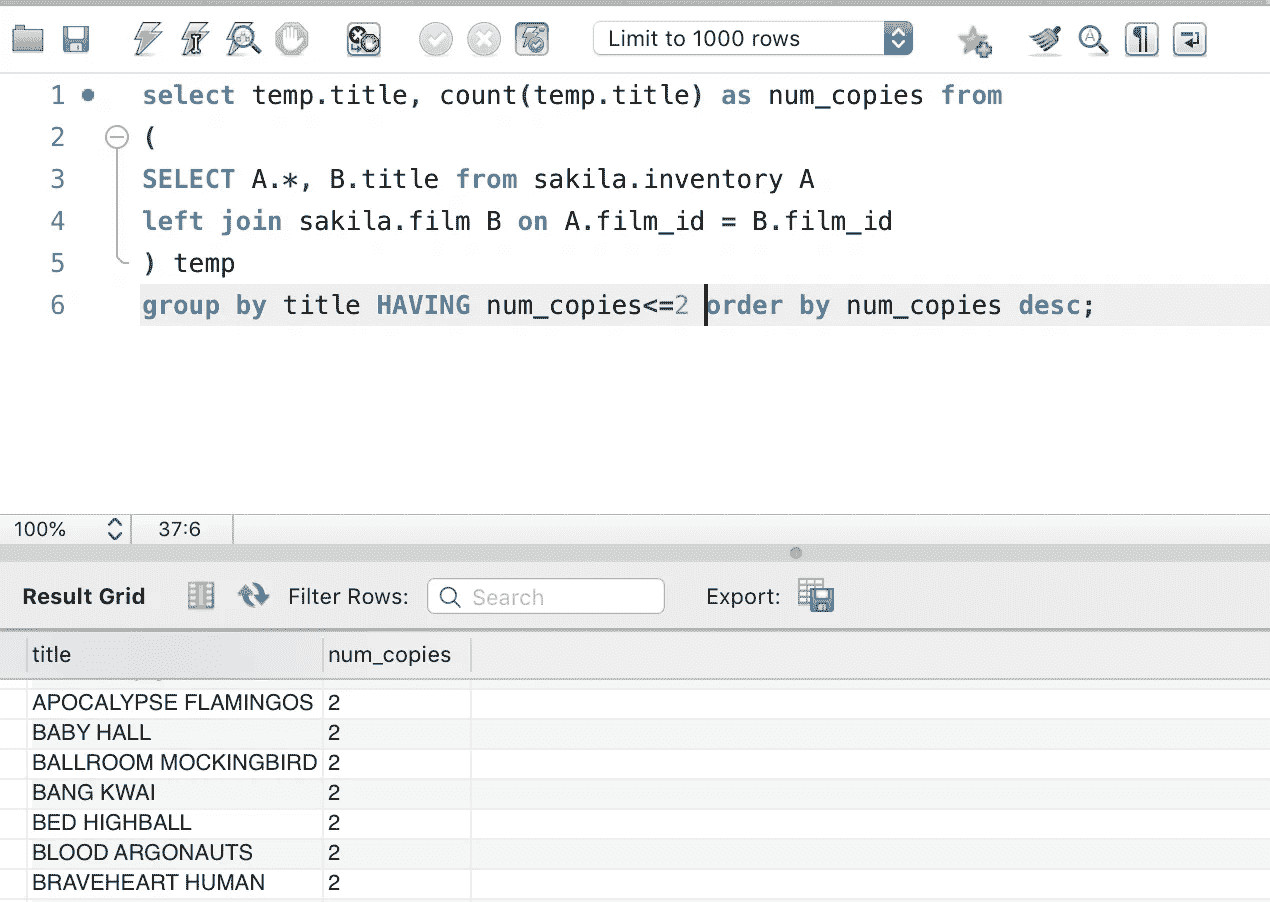 Limit to 1000 rows
1 select temp.title, count(temp.title) as num_copies from
2 (
3 SELECT A.*, B.title from sakila.inventory A
4 left join sakila.film B on A.film_id = B.film_id
5 ) temp
6 group by title HAVING num_copies<=2 order by num_copies desc;
100% 37:6
Result Grid Filter Rows: Search Export:
title num_copies
APOCALYPSE FLAMINGOS 2
BABY HALL 2
BALLROOM MOCKINGBIRD 2
BANG KWAI 2
BED HIGHBALL 2
BLOOD ARGONAUTS 2
BRAVEHEART HUMAN 2